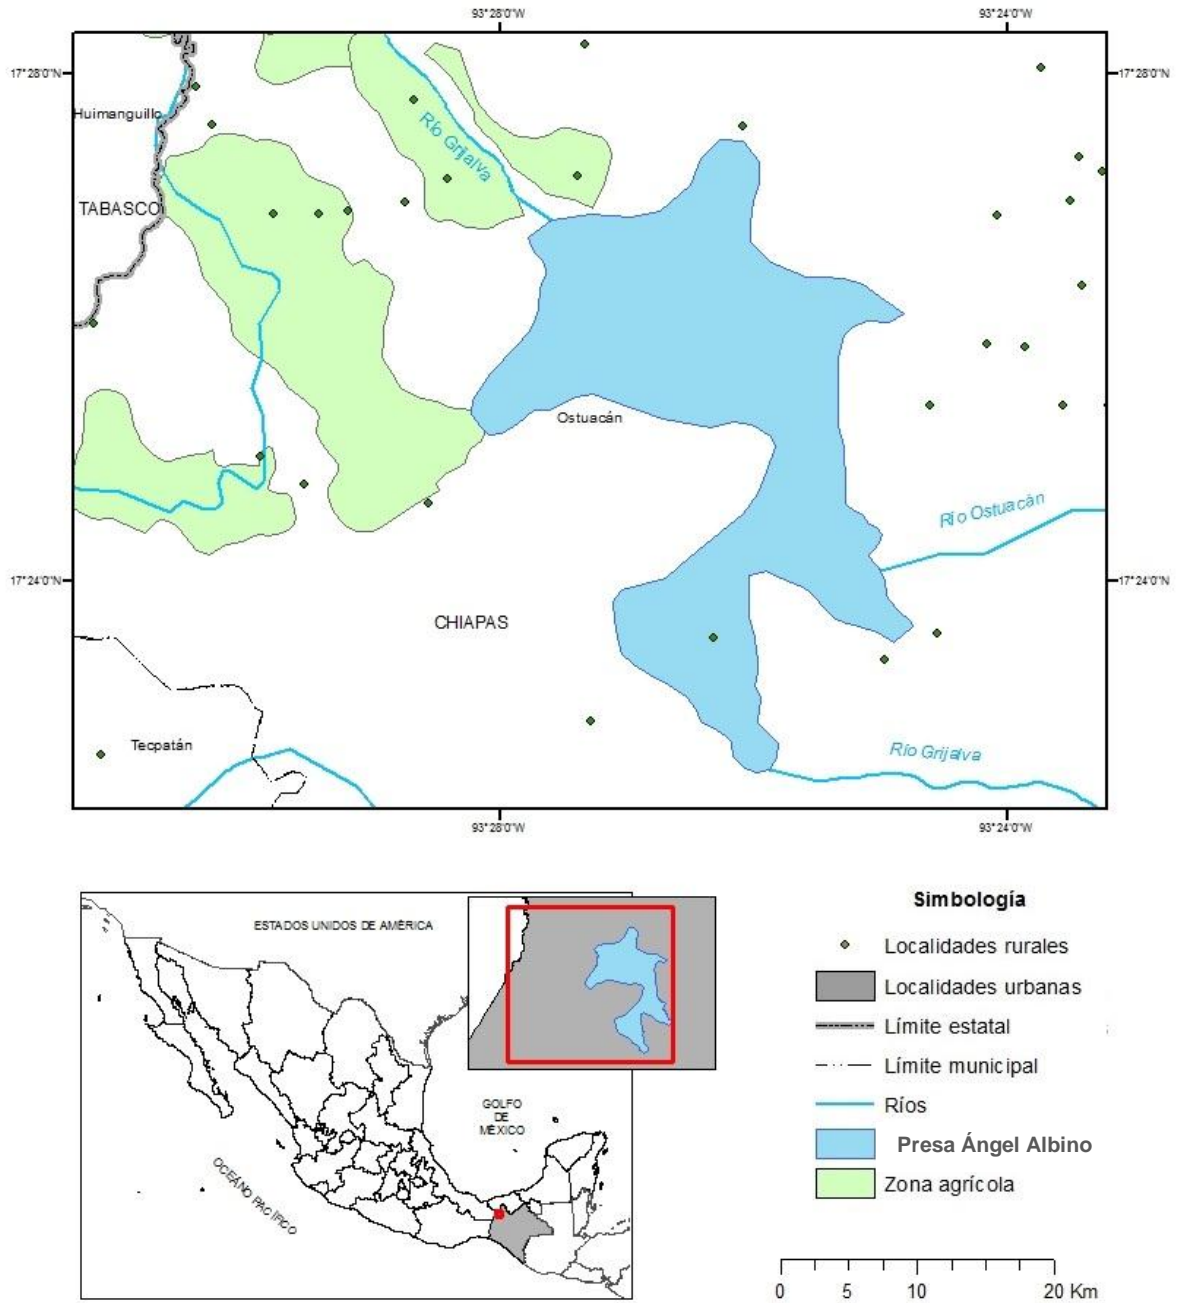 93°28'0"W
93°24'0"W
17°28'0"N
17°28'0"N
Huimanguillo
Río Grijalva
TABASCO
Ostuacán
Río Ostuacán
17°24'0"N
17°24'0"N
CHIAPAS
Tecpatán
Río Grijalva
93°28'0"W
93°24'0"W
ESTADOS UNIDOS DE AMÉRICA
GOLFO
DE
MÉXICO
OCEÁNO PACÍFICO
Simbología
Localidades rurales
Localidades urbanas
Límite estatal
Límite municipal
Ríos
Presa Ángel Albino
Zona agrícola
0 5 10 20 Km